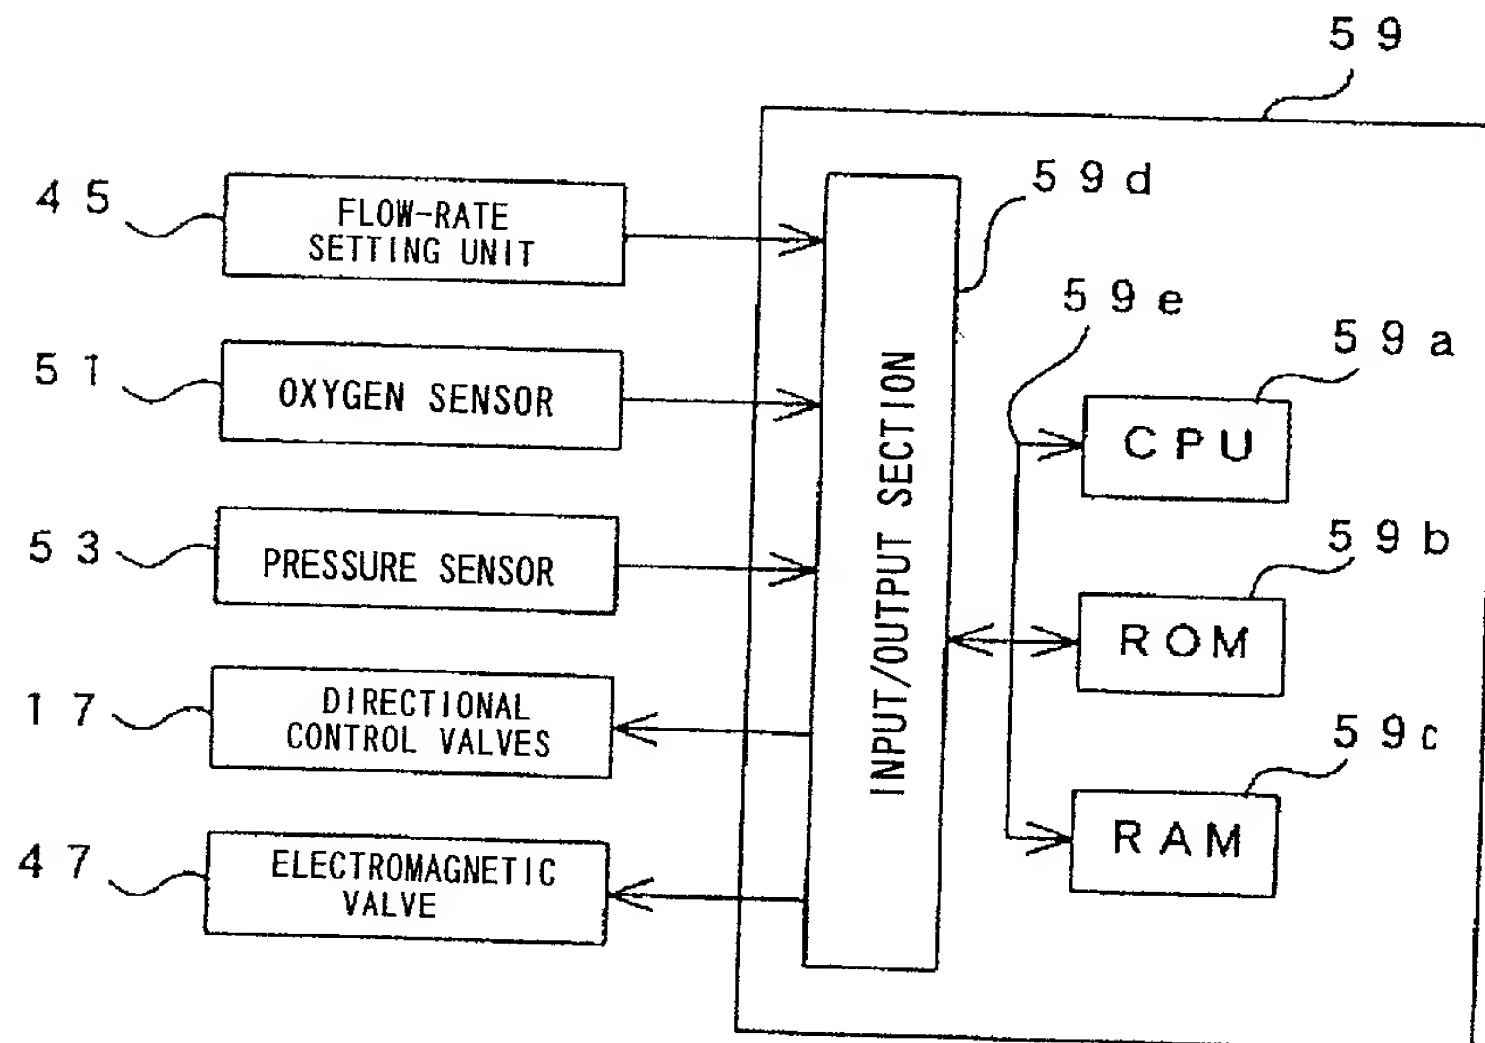 ５９
４５
FLOW-RATE
SETTING UNIT
５９d
５９e
５１
OXYGEN SENSOR
５９a
CPU
INPUT/OUTPUT SECTION
５３
PRESSURE SENSOR
５９b
ROM
１７
DIRECTIONAL
CONTROL VALVES
５９c
RAM
４７
ELECTROMAGNETIC
VALVE